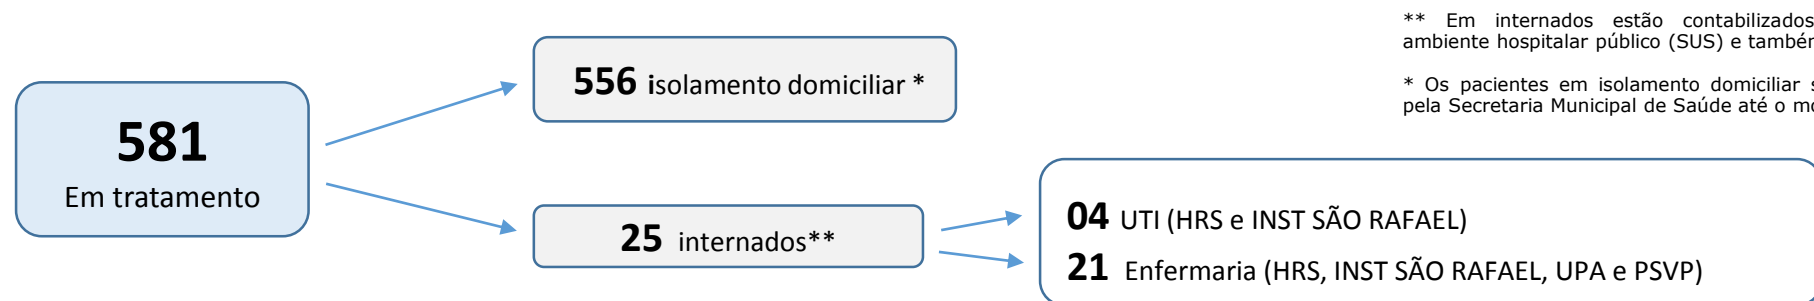 581
Em tratamento
556 isolamento domiciliar *
25 internados**
04 UTI (HRS e INST SÃO RAFAEL)
21 Enfermaria (HRS, INST SÃO RAFAEL, UPA e PSVP)
** Em internados estão contabilizados
ambiente hospitalar público (SUS) e também
* Os pacientes em isolamento domiciliar
pela Secretaria Municipal de Saúde até o